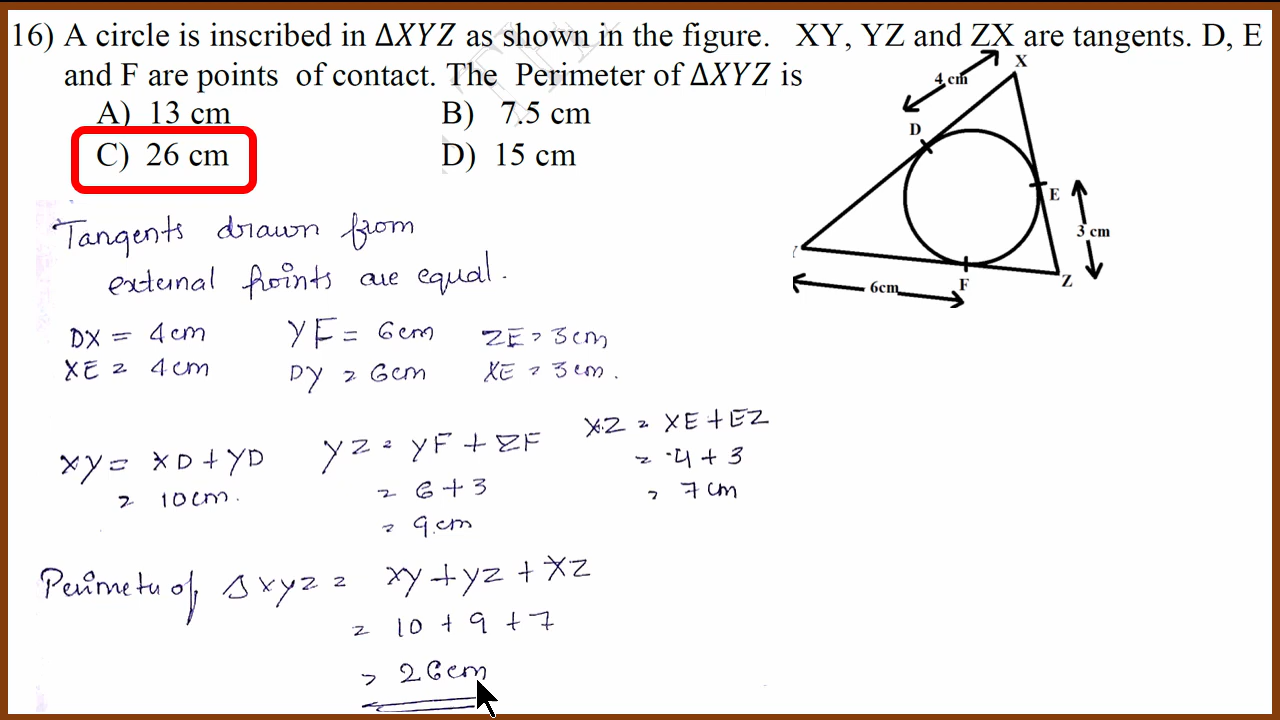 16) A circle is inscribed in ΔXYZ as shown in the figure. XY, YZ and ZX are tangents. D, E
and F are points of contact. The Perimeter of ΔXYZ is
A) 13 cm B) 7.5 cm
C) 26 cm D) 15 cm
X
4 cm
D
E
3 cm
F
Z
6cm
Tangents drawn from
external points are equal.
DX = 4cm YF = 6cm ZE = 3cm
XE = 4cm DY = 6cm XE = 3cm.
XY = XD + YD YZ = YF + ZF XZ = XE + EZ
= 10cm. = 6 + 3 = 4 + 3
= 9cm = 7cm
Perimeter of ΔXYZ = XY + YZ + XZ
= 10 + 9 + 7
= 26cm